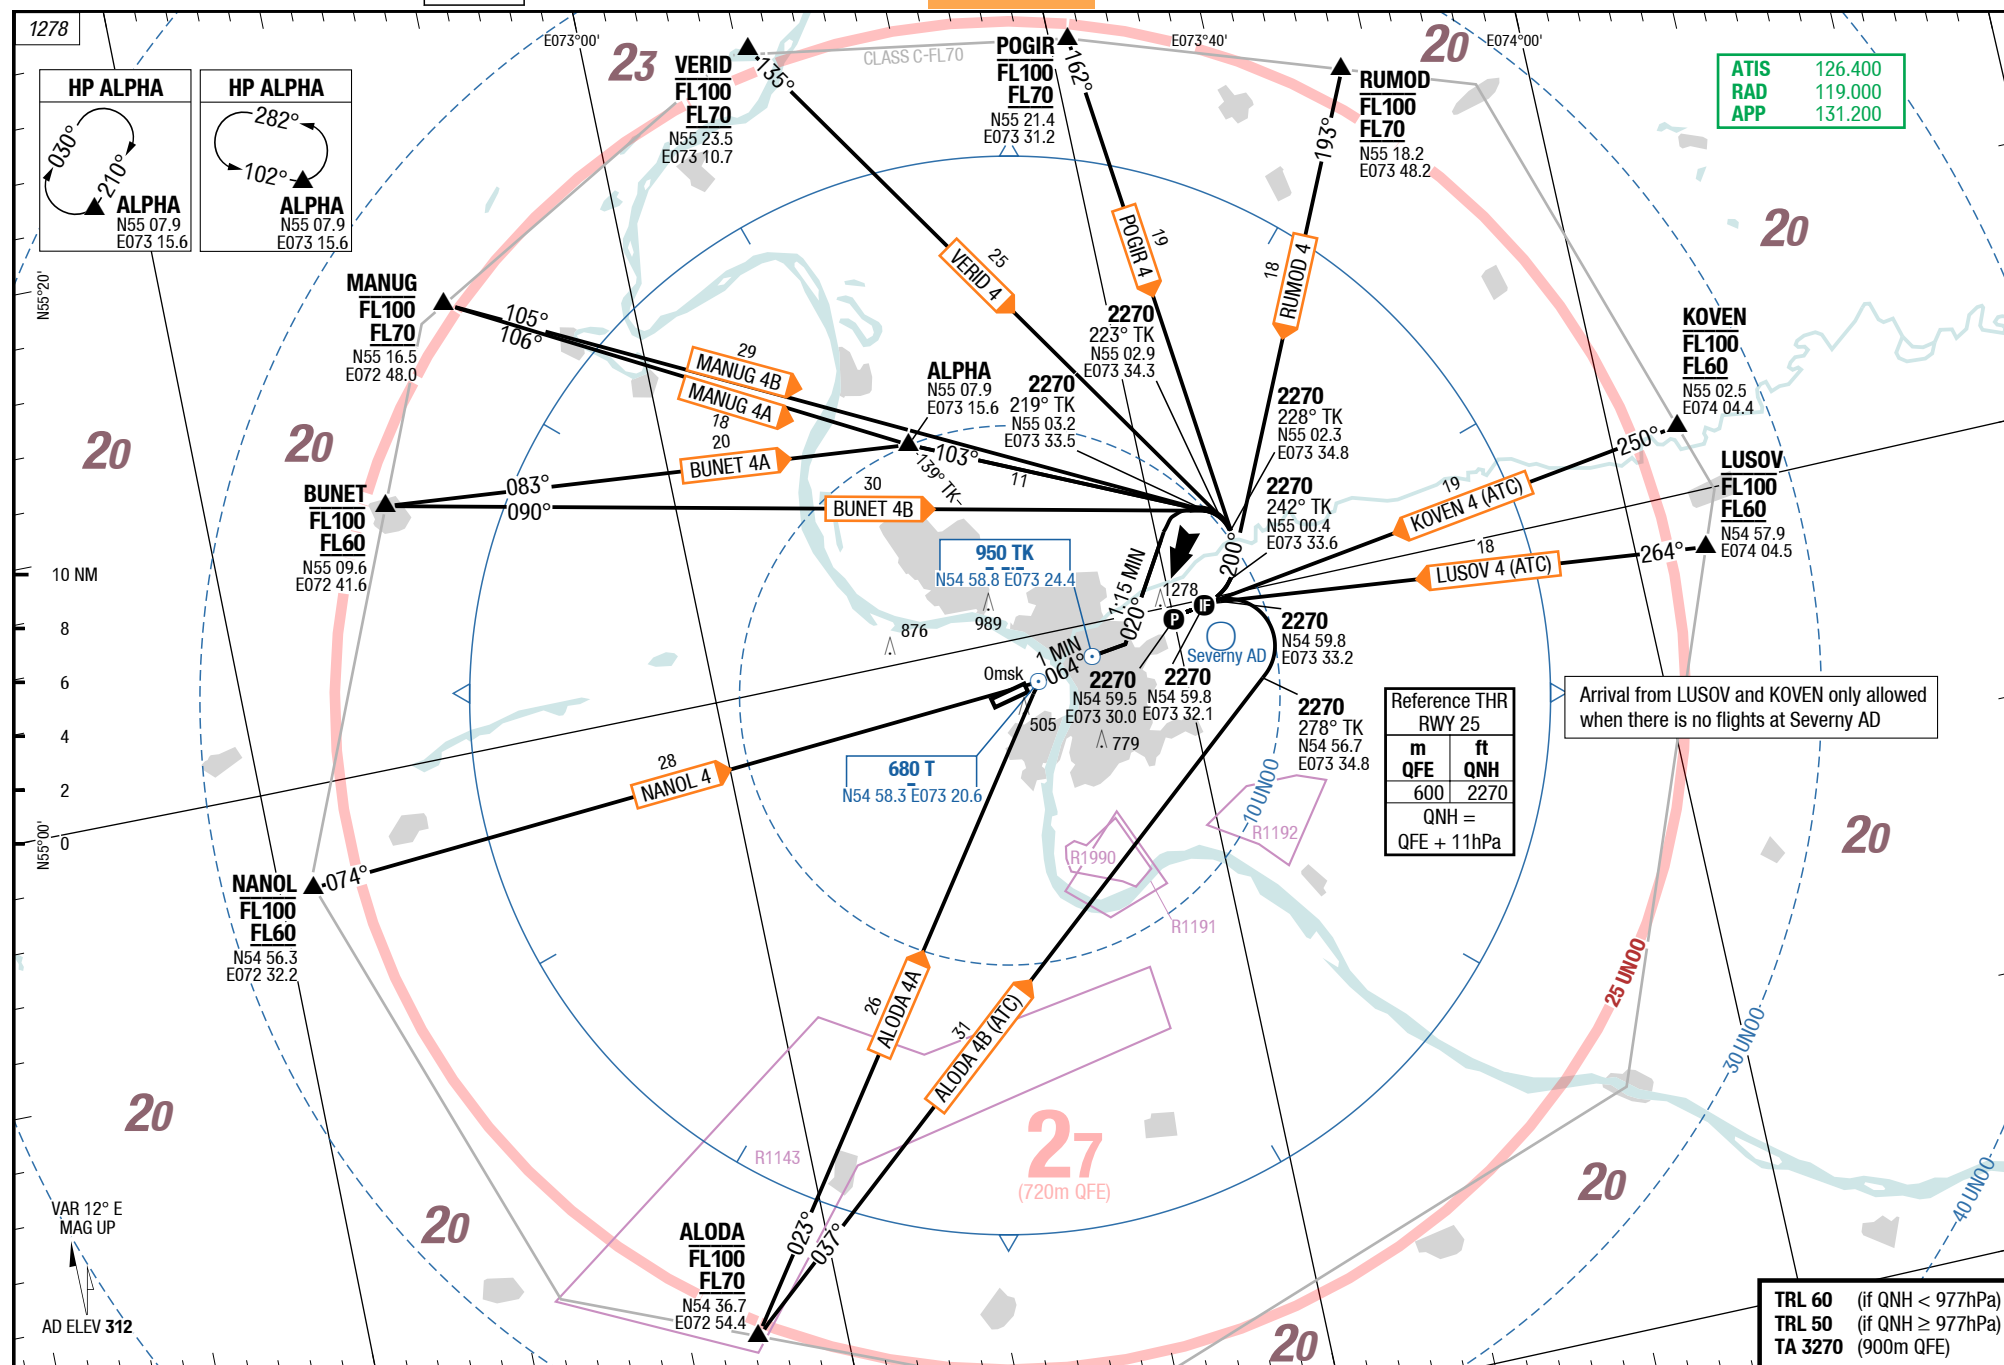 1278
HP ALPHA
030°
210°
ALPHA
N55 07.9
E073 15.6
HP ALPHA
282°
102°
ALPHA
N55 07.9
E073 15.6
E073°00'
E073°40'
E074°00'
23
VERID
FL100
FL70
N55 23.5
E073 10.7
135°
CLASS C-FL70
POGIR
FL100
FL70
N55 21.4
E073 31.2
162°
20
RUMOD
FL100
FL70
N55 18.2
E073 48.2
193°
ATIS 126.400
RAD 119.000
APP 131.200
20
MANUG
FL100
FL70
N55 16.5
E072 48.0
105°
106°
29
MANUG 4B
MANUG 4A
18
25
VERID 4
19
POGIR 4
18
RUMOD 4
N55°20'
KOVEN
FL100
FL60
N55 02.5
E074 04.4
250°
2270
223° TK
N55 02.9
E073 34.3
ALPHA
N55 07.9
E073 15.6
2270
219° TK
N55 03.2
E073 33.5
2270
228° TK
N55 02.3
E073 34.8
20
20
20
BUNET 4A
083°
103°
11
139° TK
BUNET
FL100
FL60
N55 09.6
E072 41.6
090°
30
BUNET 4B
2270
242° TK
N55 00.4
E073 33.6
19
KOVEN 4 (ATC)
LUSOV
FL100
FL60
N54 57.9
E074 04.5
264°
18
LUSOV 4 (ATC)
950 TK
N54 58.8 E073 24.4
1:15 MIN
020°
200°
1278
IF
P
10 NM
8
6
4
2
0
N55°00'
876
989
1 MIN
064°
Omsk
Severny AD
2270
N54 59.8
E073 33.2
2270
N54 59.5
E073 30.0
2270
N54 59.8
E073 32.1
505
779
2270
278° TK
N54 56.7
E073 34.8
Reference THR
RWY 25
m ft
QFE QNH
600 2270
QNH =
QFE + 11hPa
Arrival from LUSOV and KOVEN only allowed
when there is no flights at Severny AD
680 T
N54 58.3 E073 20.6
28
NANOL 4
10 UNOO
R1192
R1990
R1191
20
NANOL
FL100
FL60
N54 56.3
E072 32.2
074°
25 UNOO
30 UNOO
40 UNOO
26
ALODA 4A
31
ALODA 4B (ATC)
20
27
(720m QFE)
R1143
20
20
VAR 12° E
MAG UP
AD ELEV 312
ALODA
FL100
FL70
N54 36.7
E072 54.4
023°
037°
20
TRL 60 (if QNH < 977hPa)
TRL 50 (if QNH ≥ 977hPa)
TA 3270 (900m QFE)